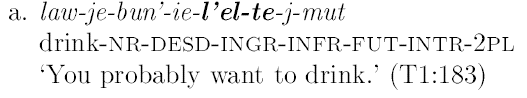 a. law-je-bun’-ie-l’el-te-j-mut
drink-NR-DESD-INGR-INFR-FUT-INTR-2PL
‘You probably want to drink.’ (T1:183)